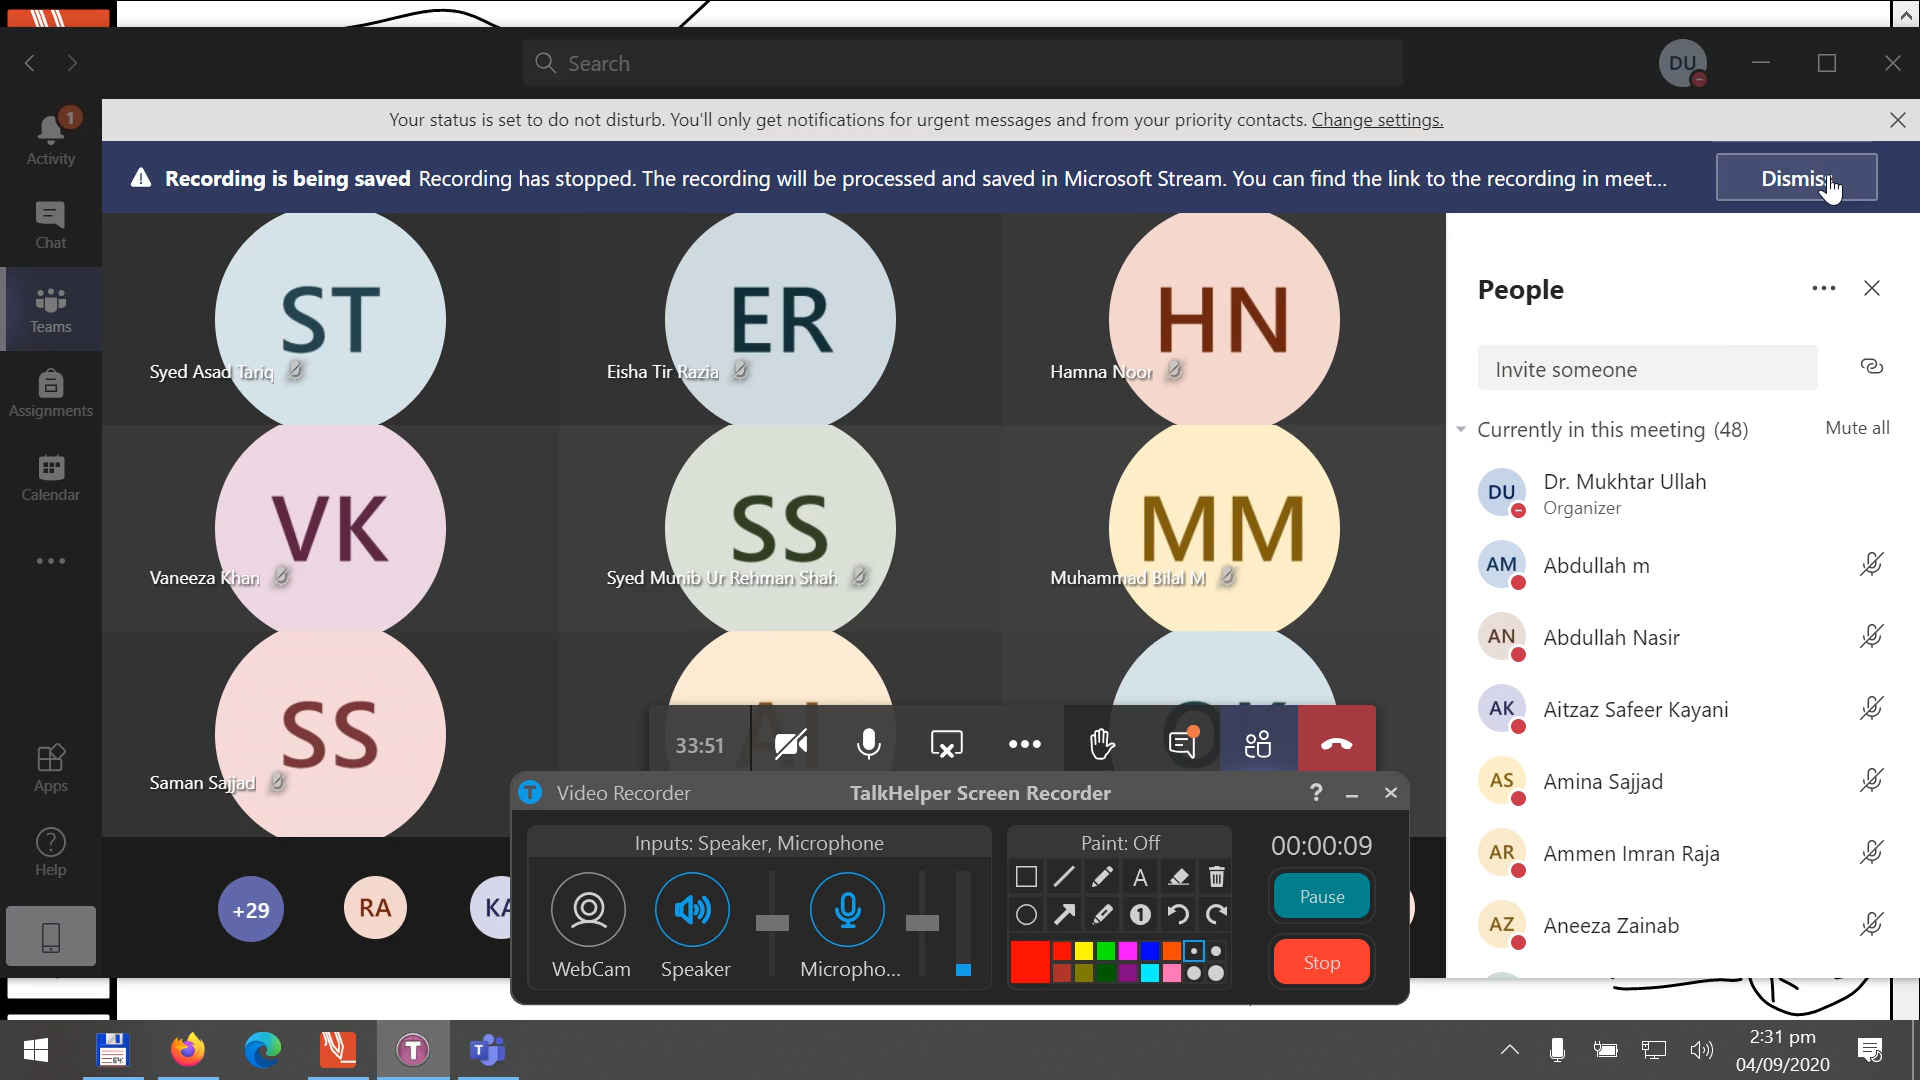 Search
DU
Your status is set to do not disturb. You'll only get notifications for urgent messages and from your priority contacts. Change settings.
Recording is being saved Recording has stopped. The recording will be processed and saved in Microsoft Stream. You can find the link to the recording in meet...
Dismiss
1
Activity
Chat
Teams
Assignments
Calendar
Apps
Help
ST
Syed Asad Tariq
ER
Eisha Tir Razia
HN
Hamna Noor
VK
Vaneeza Khan
SS
Syed Munib Ur Rehman Shah
MM
Muhammad Bilal M
SS
Saman Sajjad
AI
33:51
+29
RA
KA
People
Invite someone
Currently in this meeting (48)
Mute all
DU
Dr. Mukhtar Ullah
Organizer
AM
Abdullah m
AN
Abdullah Nasir
AK
Aitzaz Safeer Kayani
AS
Amina Sajjad
AR
Ammen Imran Raja
AZ
Aneeza Zainab
T
Video Recorder
TalkHelper Screen Recorder
?
Inputs: Speaker, Microphone
WebCam
Speaker
Micropho...
Paint: Off
A
1
00:00:09
Pause
Stop
64
T
T
2:31 pm
04/09/2020